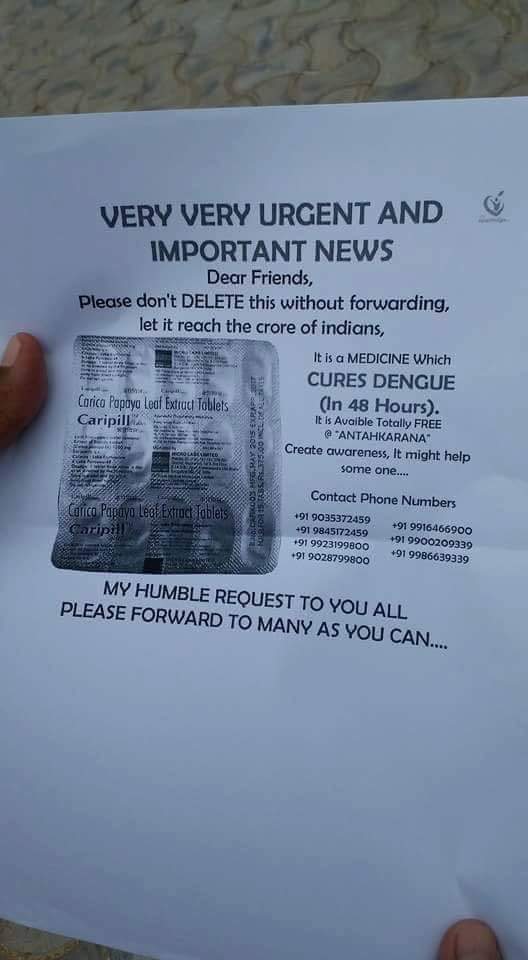 VERY VERY URGENT AND
IMPORTANT NEWS
Dear Friends,
Please don't DELETE this without forwarding,
let it reach the crore of indians,
Carica Papaya Leaf Extract Tablets
Caripill
MICRO LABS LIMITED
Carica Papaya Leaf Extract Tablets
Caripill
It is a MEDICINE Which
CURES DENGUE
(In 48 Hours).
It is Avaible Totally FREE
@ "ANTAHKARANA"
Create awareness, It might help
some one....
Contact Phone Numbers
+91 9035372459
+91 9845172459
+91 9923199800
+91 9028799800
+91 9916466900
+91 9900209339
+91 9986639339
MY HUMBLE REQUEST TO YOU ALL
PLEASE FORWARD TO MANY AS YOU CAN....